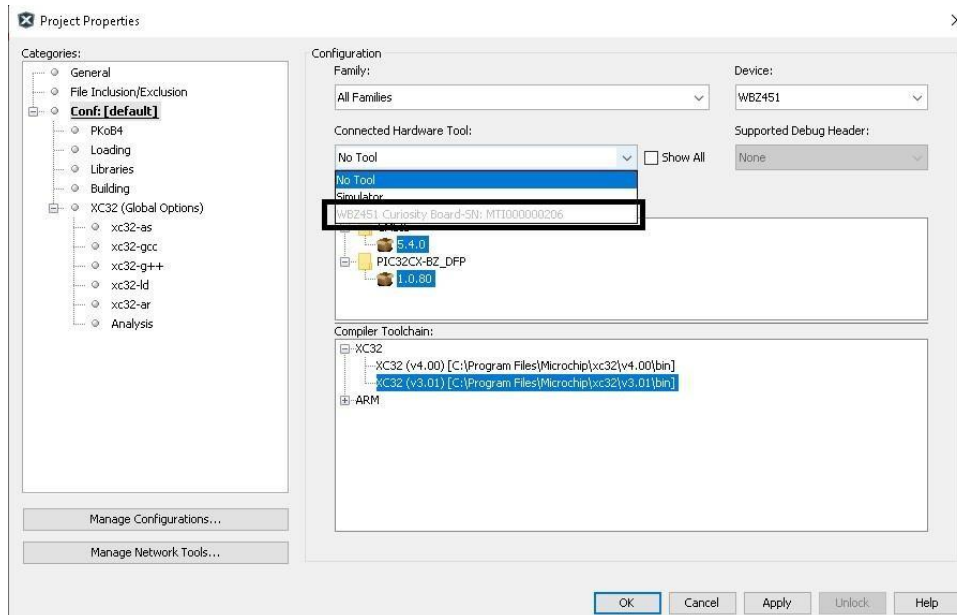 Project Properties
Categories:
General
File Inclusion/Exclusion
Conf: [default]
PKoB4
Loading
Libraries
Building
XC32 (Global Options)
xc32-as
xc32-gcc
xc32-g++
xc32-ld
xc32-ar
Analysis
Manage Configurations...
Manage Network Tools...
Configuration
Family:
All Families
Device:
WBZ451
Connected Hardware Tool:
No Tool
Show All
Supported Debug Header:
None
No Tool
Simulator
WBZ451 Curiosity Board-SN: MTI000000206
5.4.0
PIC32CX-BZ_DFP
1.0.80
Compiler Toolchain:
XC32
XC32 (v4.00) [C:\Program Files\Microchip\xc32\v4.00\bin]
XC32 (v3.01) [C:\Program Files\Microchip\xc32\v3.01\bin]
ARM
OK
Cancel
Apply
Unlock
Help